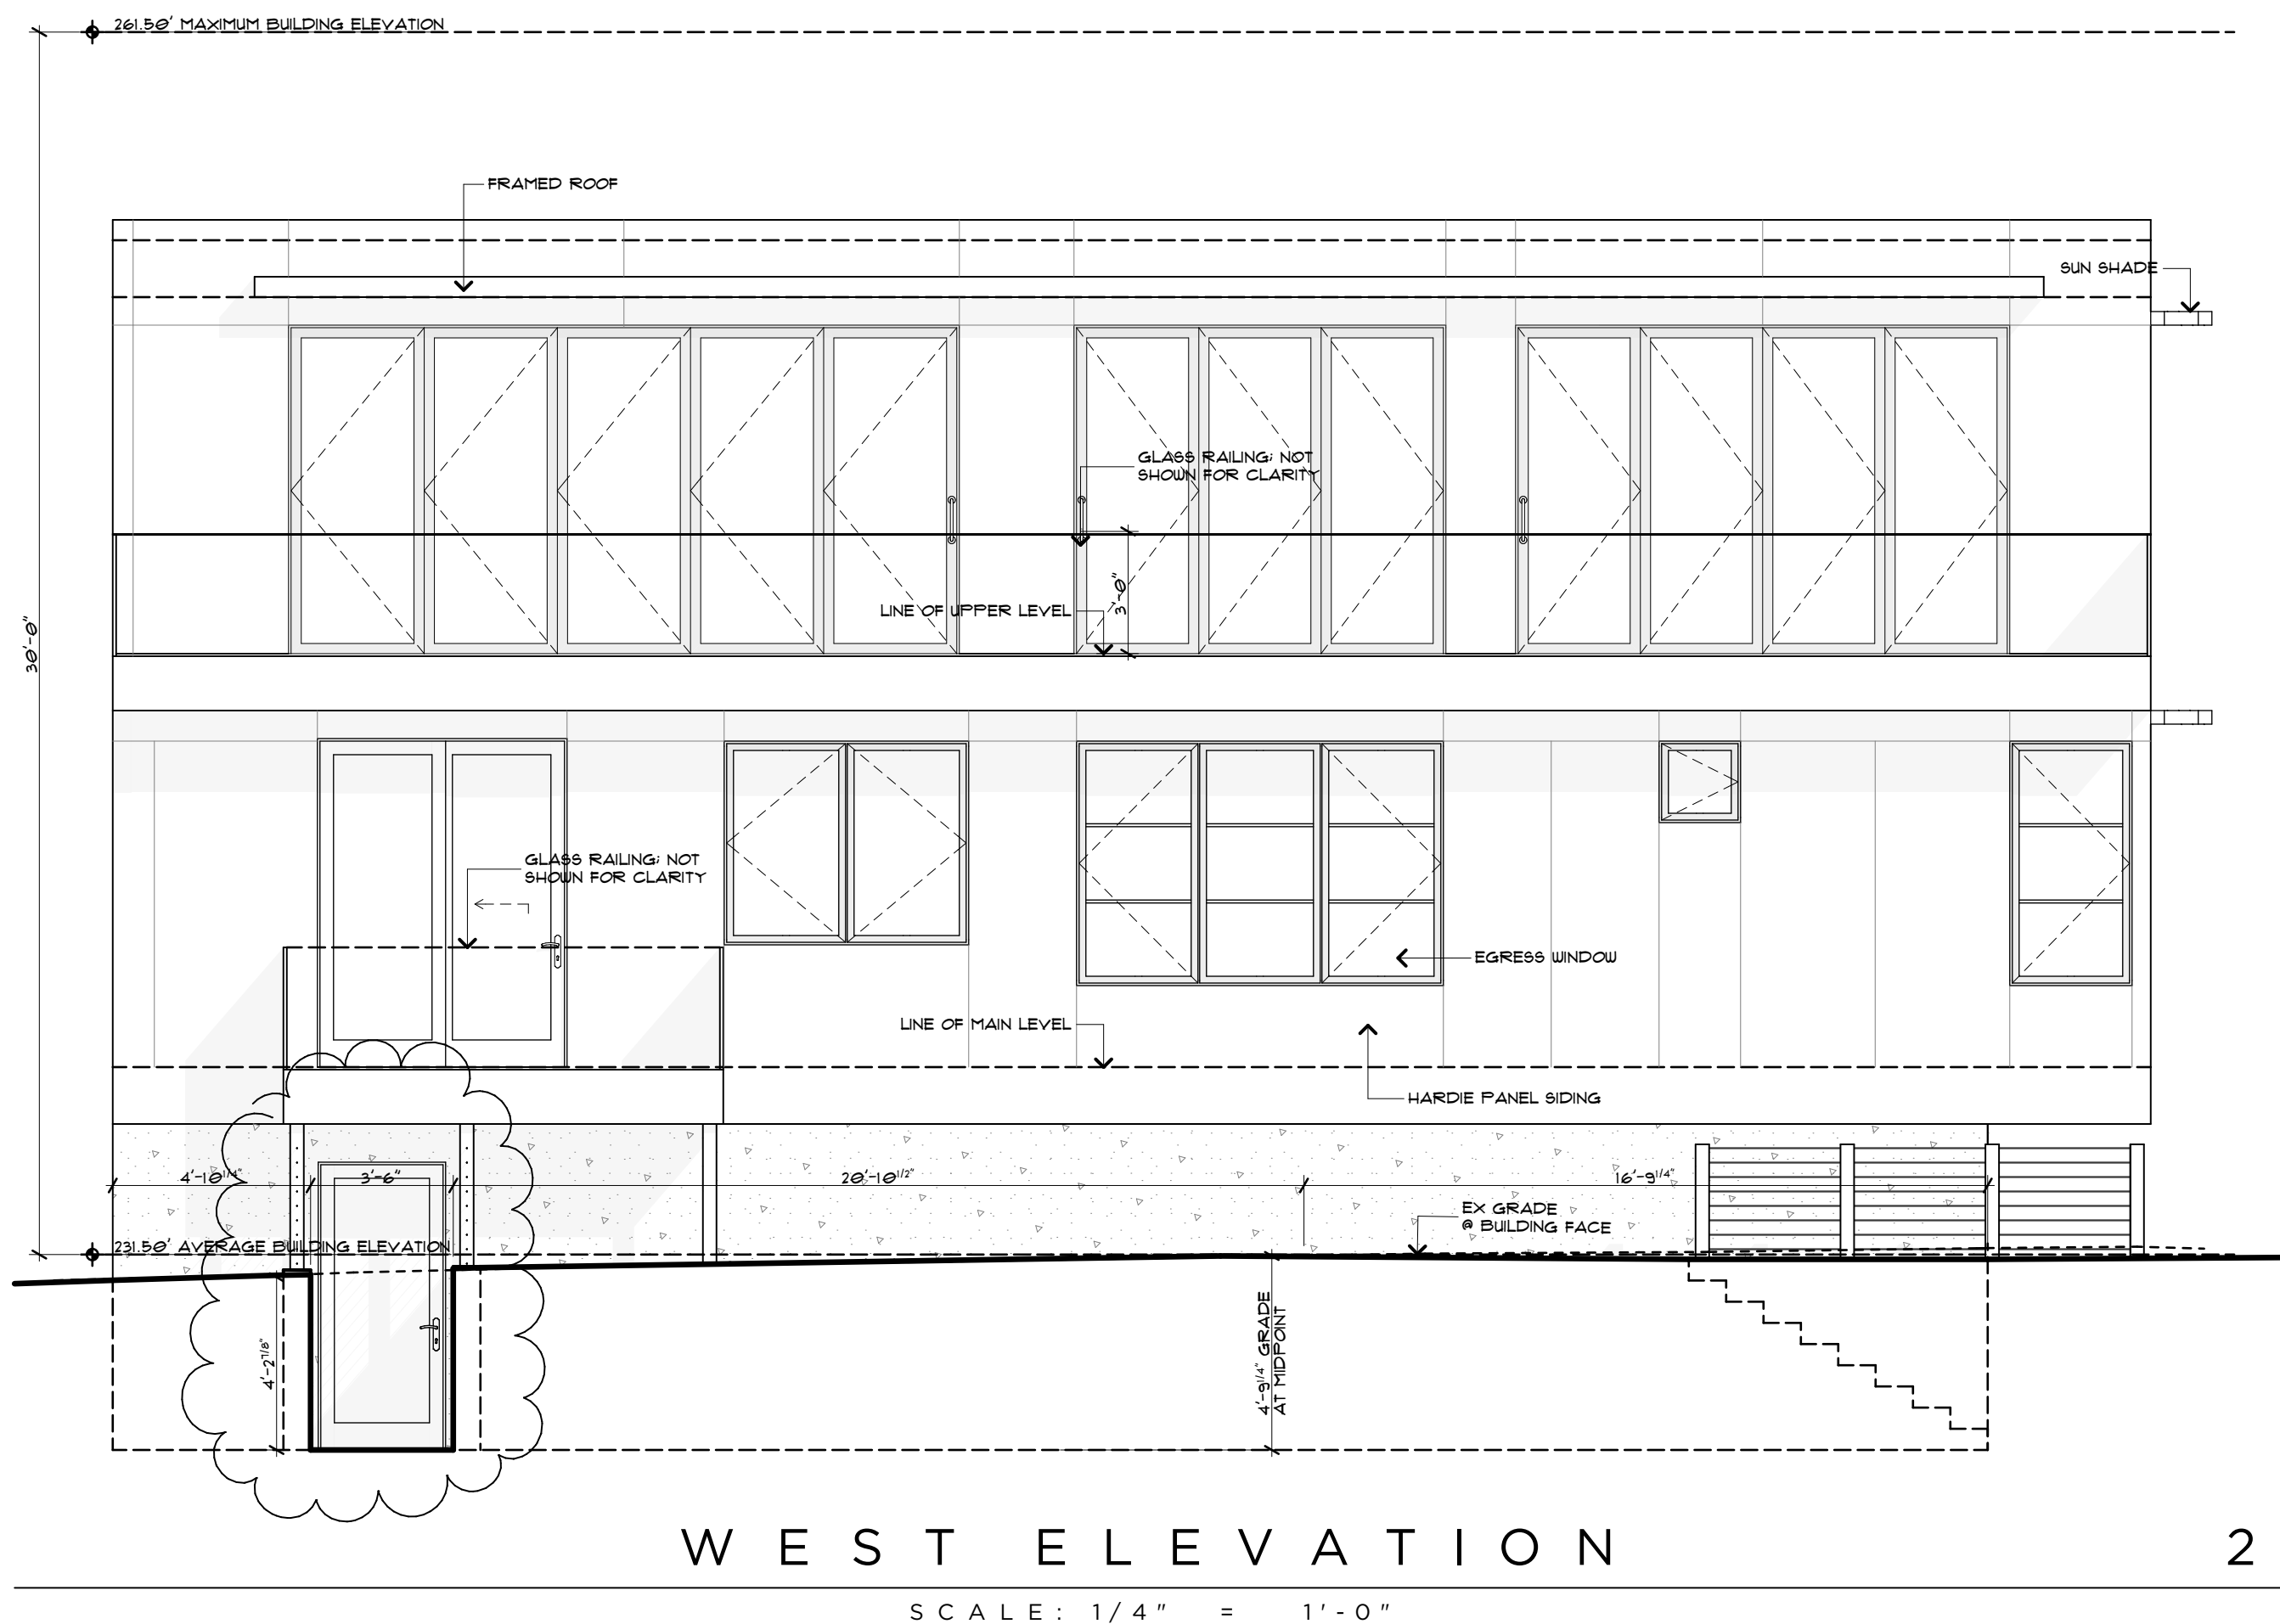 261.50' MAXIMUM BUILDING ELEVATION
FRAMED ROOF
SUN SHADE
GLASS RAILING; NOT
SHOWN FOR CLARITY
3'-0"
LINE OF UPPER LEVEL
30'-0"
GLASS RAILING; NOT
SHOWN FOR CLARITY
EGRESS WINDOW
LINE OF MAIN LEVEL
HARDIE PANEL SIDING
4'-10 1/4"
3'-6"
20'-10 1/2"
16'-9 1/4"
EX GRADE
@ BUILDING FACE
231.50' AVERAGE BUILDING ELEVATION
4'-2 7/8"
4'-9 1/4" GRADE
AT MIDPOINT
WEST ELEVATION
2
SCALE: 1/4" = 1'-0"